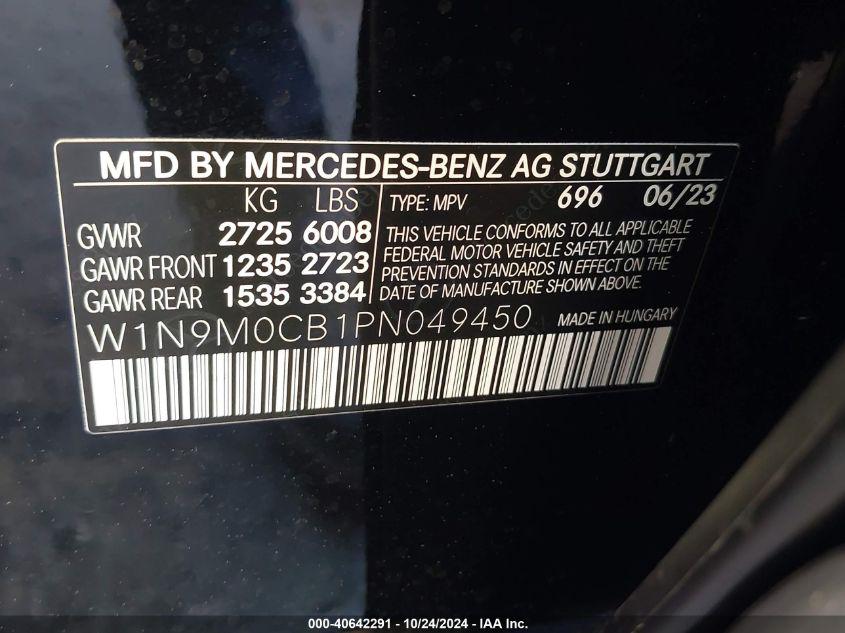 MFD BY MERCEDES-BENZ AG STUTTGART
KG LBS TYPE: MPV 696 06/23
GVWR 2725 6008
GAWR FRONT 1235 2723
GAWR REAR 1535 3384
THIS VEHICLE CONFORMS TO ALL APPLICABLE
FEDERAL MOTOR VEHICLE SAFETY AND THEFT
PREVENTION STANDARDS IN EFFECT ON THE
DATE OF MANUFACTURE SHOWN ABOVE.
W1N9M0CB1PN049450 MADE IN HUNGARY
000-40642291 - 10/24/2024 - IAA Inc.